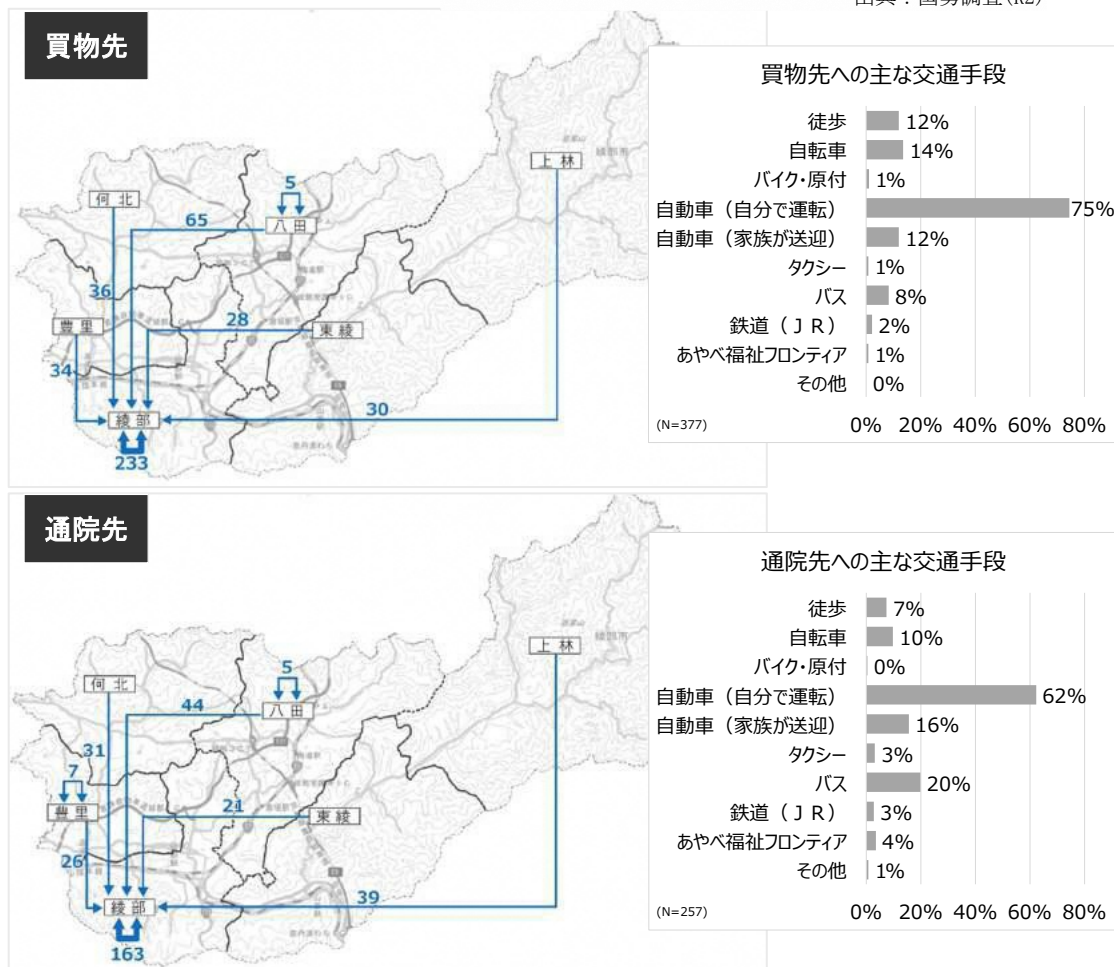 買物先
何北
上林
八田
豊里
東綾
綾部
5
65
36
28
34
30
233
買物先への主な交通手段
徒歩 12%
自転車 14%
バイク・原付 1%
自動車（自分で運転） 75%
自動車（家族が送迎） 12%
タクシー 1%
バス 8%
鉄道（ＪＲ） 2%
あやべ福祉フロンティア 1%
その他 0%
(N=377)
0% 20% 40% 60% 80%
通院先
何北
上林
八田
豊里
東綾
綾部
5
44
31
7
21
26
39
163
通院先への主な交通手段
徒歩 7%
自転車 10%
バイク・原付 0%
自動車（自分で運転） 62%
自動車（家族が送迎） 16%
タクシー 3%
バス 20%
鉄道（ＪＲ） 3%
あやべ福祉フロンティア 4%
その他 1%
(N=257)
0% 20% 40% 60% 80%